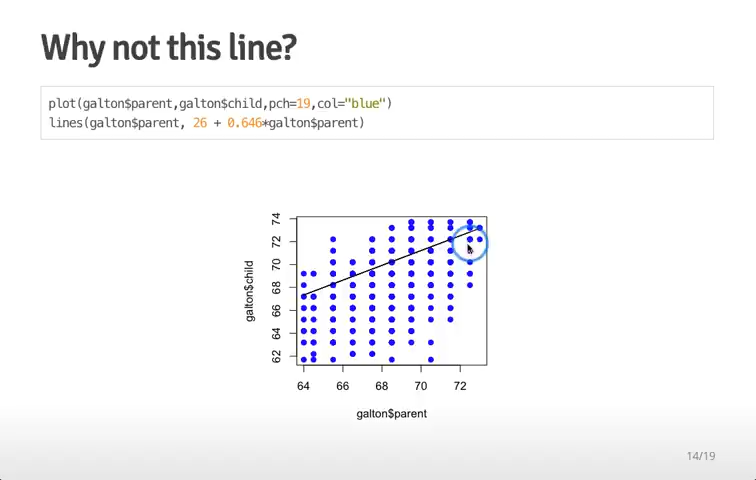 Why not this line?
plot(galton$parent,galton$child,pch=19,col="blue")
lines(galton$parent, 26 + 0.646*galton$parent)
74
72
70
68
66
64
62
galton$child
64 66 68 70 72
galton$parent
14/19